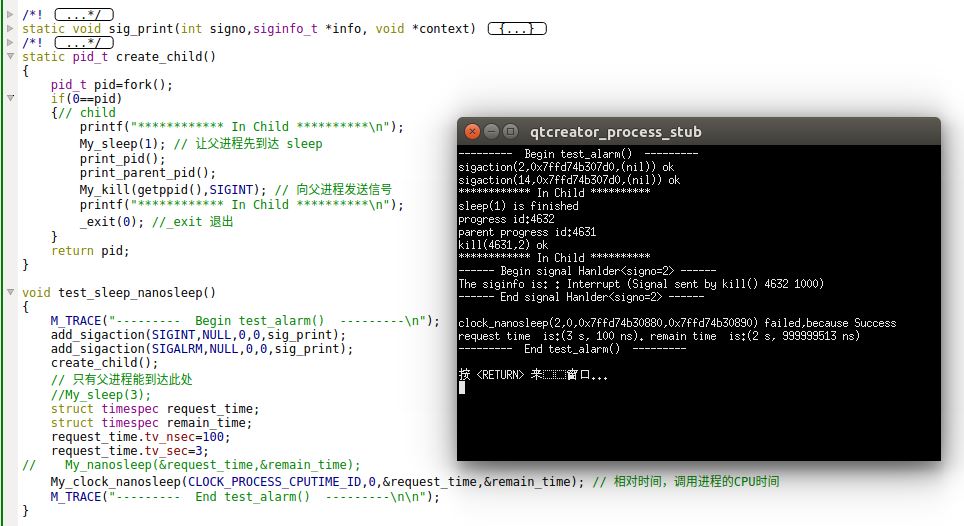 /*! ...*/
static void sig_print(int signo,siginfo_t *info, void *context) {...}
/*! ...*/
static pid_t create_child()
{
    pid_t pid=fork();
    if(0==pid)
    {// child
        printf("************ In Child **********\n");
        My_sleep(1); // 让父进程先到达 sleep
        print_pid();
        print_parent_pid();
        My_kill(getppid(),SIGINT); // 向父进程发送信号
        printf("************ In Child **********\n");
        _exit(0); //_exit 退出
    }
    return pid;
}
void test_sleep_nanosleep()
{
    M_TRACE("---------  Begin test_alarm()  ---------\n");
    add_sigaction(SIGINT,NULL,0,0,sig_print);
    add_sigaction(SIGALRM,NULL,0,0,sig_print);
    create_child();
    // 只有父进程能到达此处
    //My_sleep(3);
    struct timespec request_time;
    struct timespec remain_time;
    request_time.tv_nsec=100;
    request_time.tv_sec=3;
//    My_nanosleep(&request_time,&remain_time);
    My_clock_nanosleep(CLOCK_PROCESS_CPUTIME_ID,0,&request_time,&remain_time); // 相对时间，调用进程的CPU时间
    M_TRACE("---------  End test_alarm()  ---------\n\n");
}
qtcreator_process_stub
---------  Begin test_alarm()  ---------
sigaction(2,0x7ffd74b307d0,(nil)) ok
sigaction(14,0x7ffd74b307d0,(nil)) ok
************ In Child **********
sleep(1) is finished
progress id:4632
parent progress id:4631
kill(4631,2) ok
************ In Child **********
------ Begin signal Hanlder<signo=2> ------
The siginfo is: : Interrupt (Signal sent by kill() 4632 1000)
------ End signal Hanlder<signo=2> ------
clock_nanosleep(2,0,0x7ffd74b30880,0x7ffd74b30890) failed,because Success
request time  is:(3 s, 100 ns). remain time  is:(2 s, 999999513 ns)
---------  End test_alarm()  ---------
按 <RETURN> 来窗口...